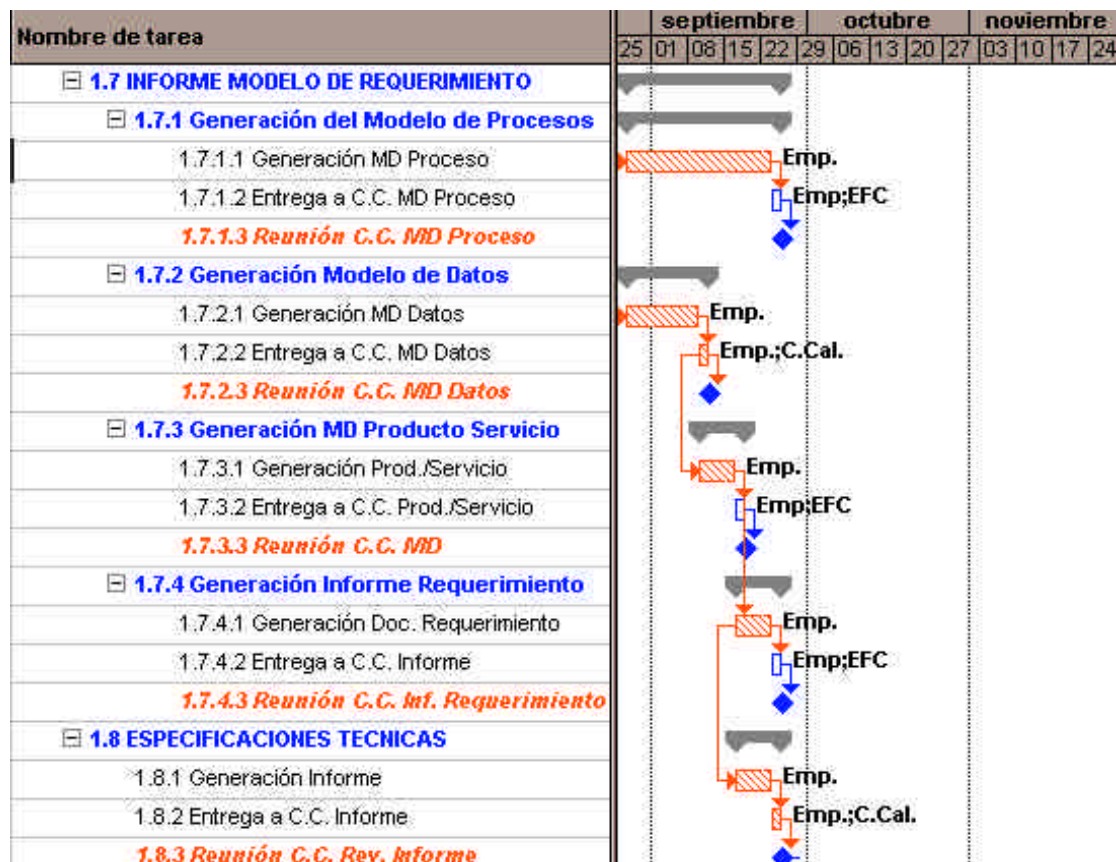 Nombre de tarea
septiembre octubre noviembre
25 01 08 15 22 29 06 13 20 27 03 10 17 24
1.7 INFORME MODELO DE REQUERIMIENTO
1.7.1 Generación del Modelo de Procesos
1.7.1.1 Generación MD Proceso Emp.
1.7.1.2 Entrega a C.C. MD Proceso Emp;EFC
1.7.1.3 Reunión C.C. MD Proceso
1.7.2 Generación Modelo de Datos
1.7.2.1 Generación MD Datos Emp.
1.7.2.2 Entrega a C.C. MD Datos Emp.;C.Cal.
1.7.2.3 Reunión C.C. MD Datos
1.7.3 Generación MD Producto Servicio
1.7.3.1 Generación Prod./Servicio Emp.
1.7.3.2 Entrega a C.C. Prod./Servicio Emp;EFC
1.7.3.3 Reunión C.C. MD
1.7.4 Generación Informe Requerimiento
1.7.4.1 Generación Doc. Requerimiento Emp.
1.7.4.2 Entrega a C.C. Informe Emp;EFC
1.7.4.3 Reunión C.C. Inf. Requerimiento
1.8 ESPECIFICACIONES TECNICAS
1.8.1 Generación Informe Emp.
1.8.2 Entrega a C.C. Informe Emp.;C.Cal.
1.8.3 Reunión C.C. Rev. Informe